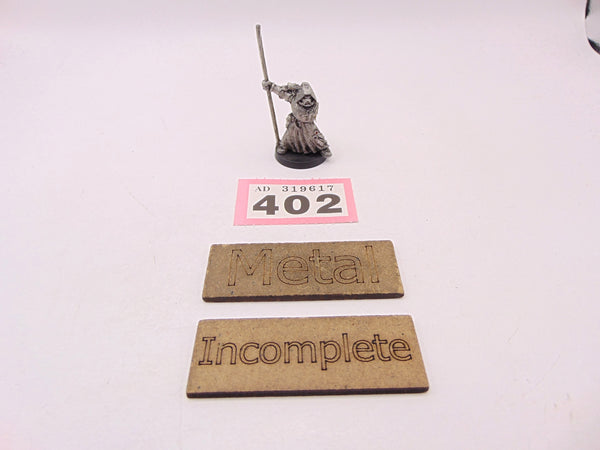 AD 319617
402
Metal
Incomplete